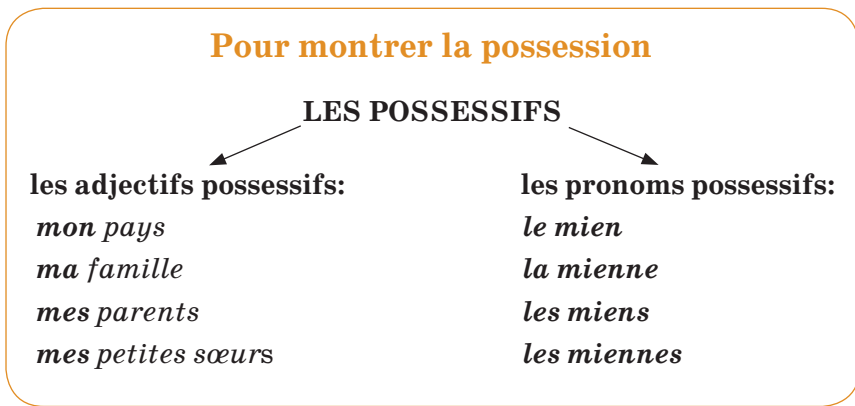 Pour montrer la possession
LES POSSESSIFS
les adjectifs possessifs:
mon pays
ma famille
mes parents
mes petites sœurs
les pronoms possessifs:
le mien
la mienne
les miens
les miennes